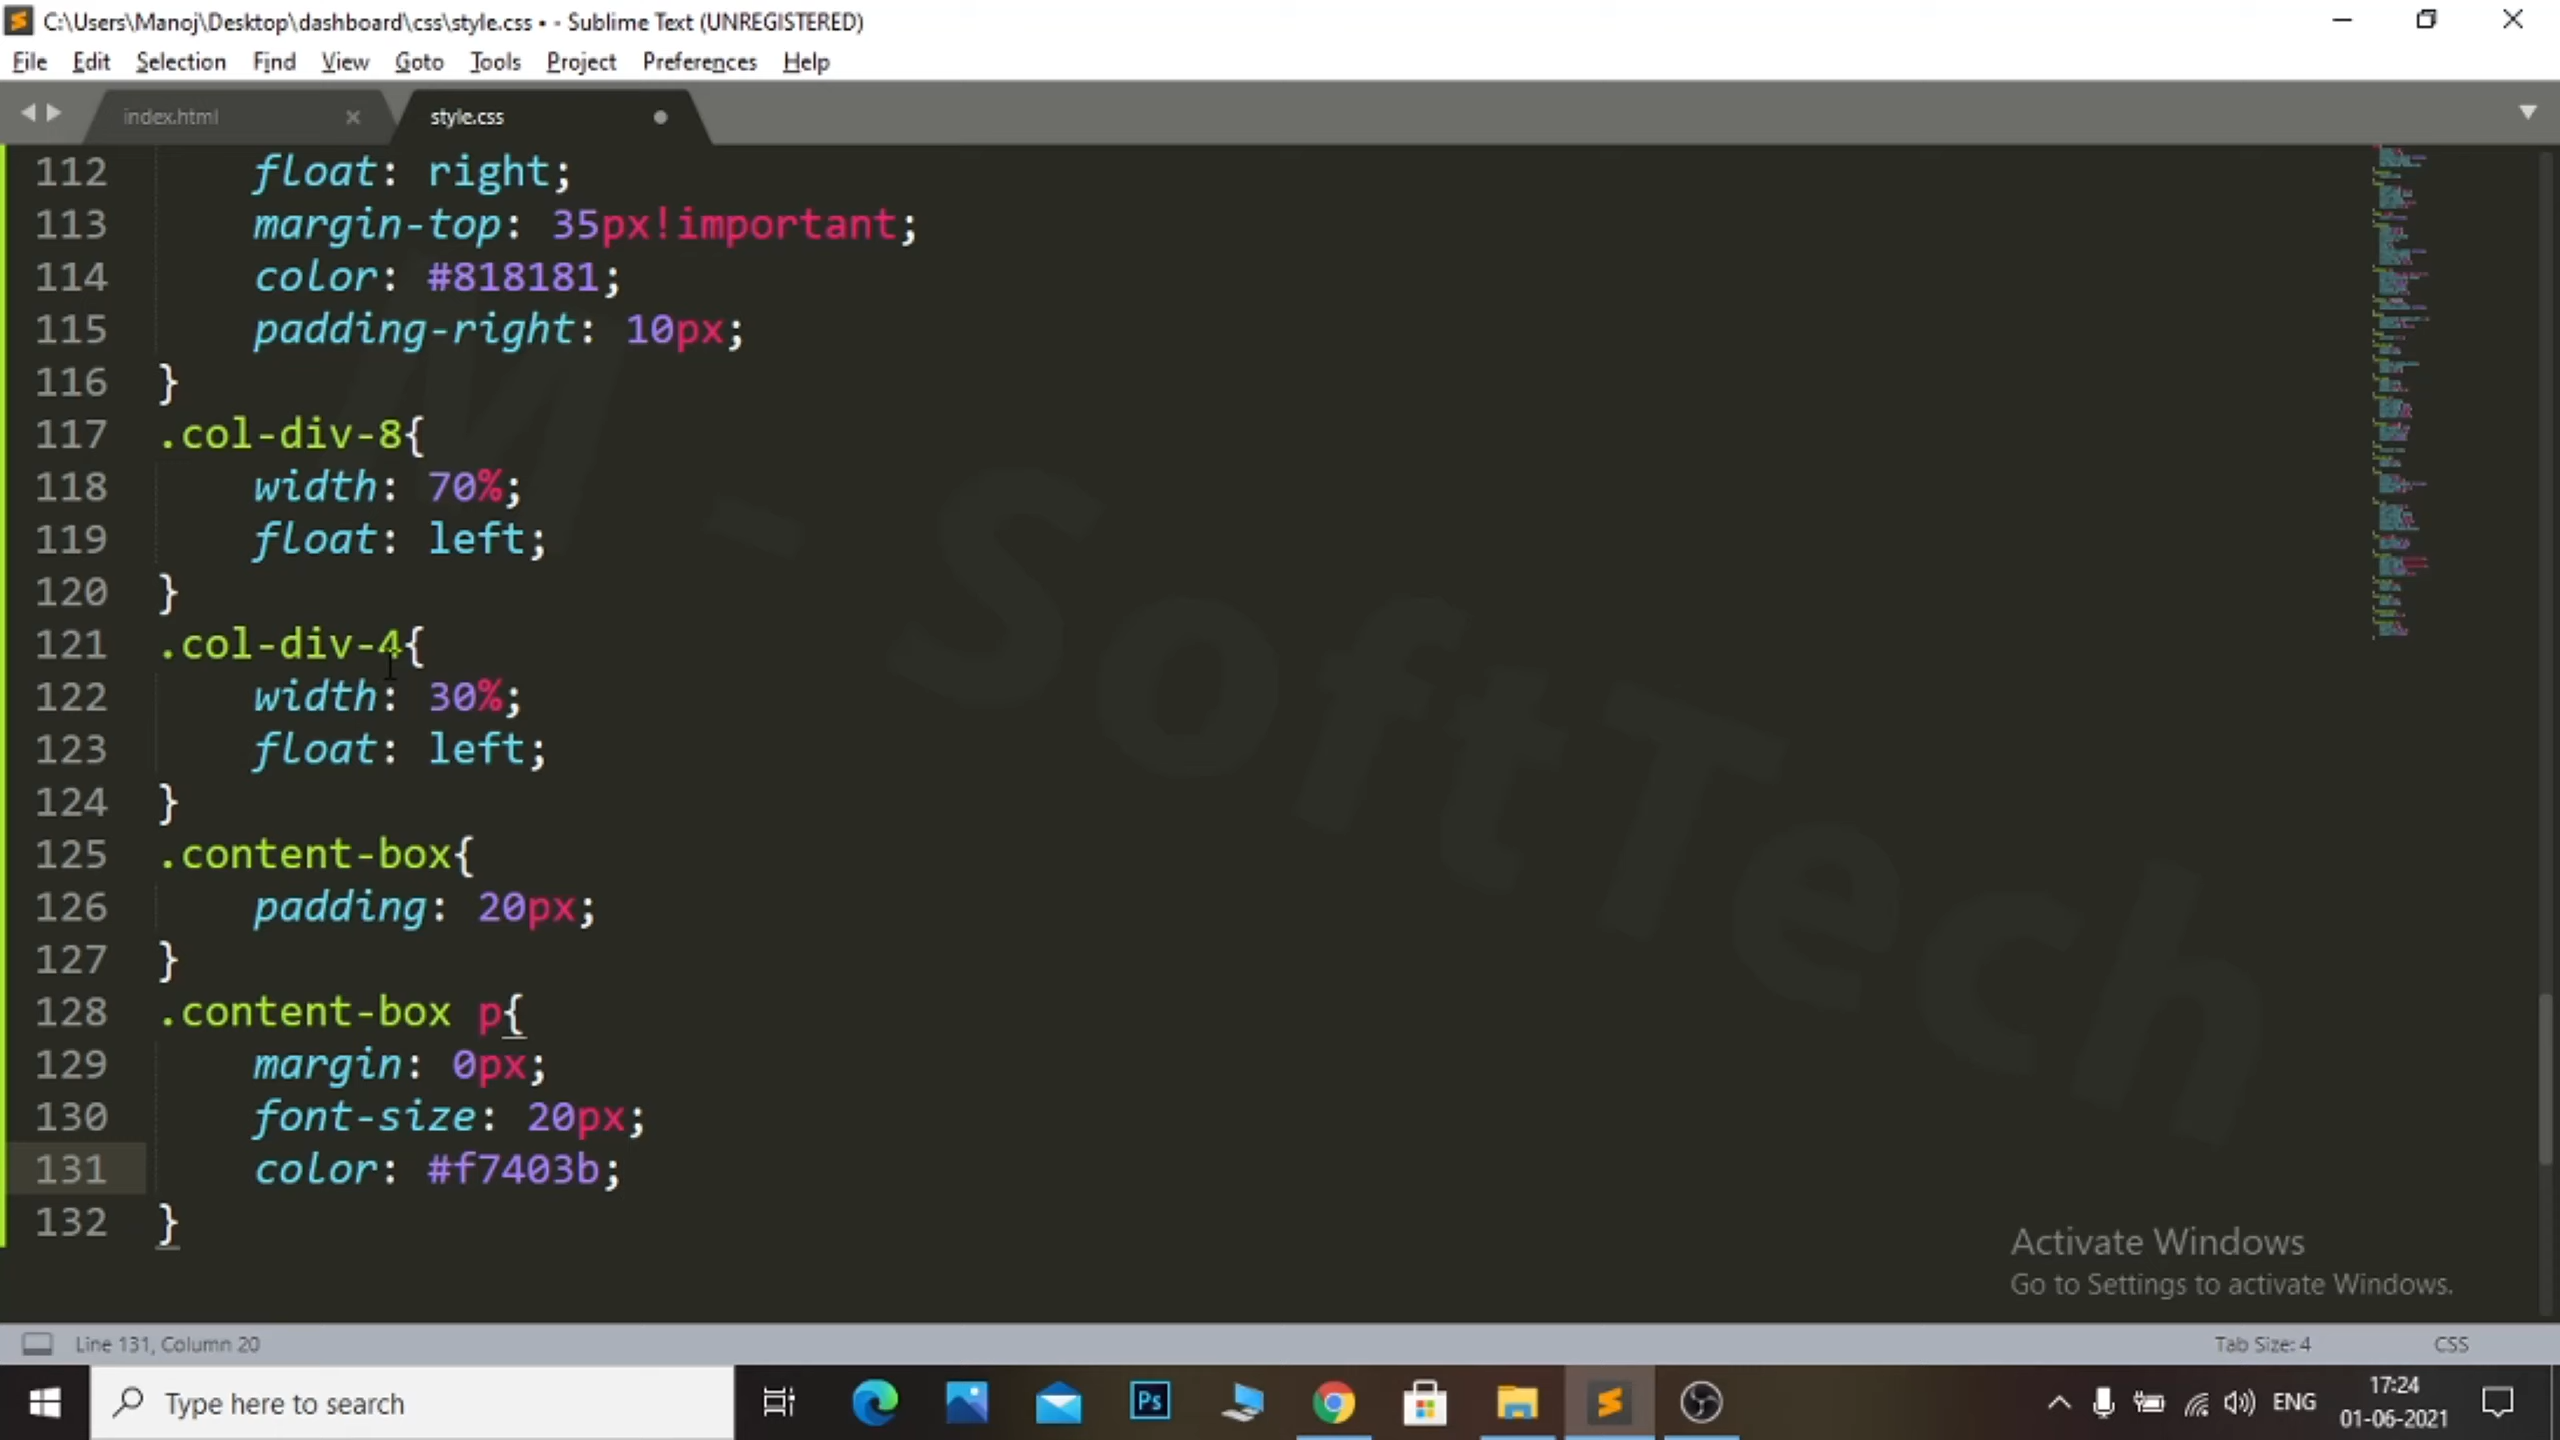 C:\Users\Manoj\Desktop\dashboard\css\style.css • - Sublime Text (UNREGISTERED)
File Edit Selection Find View Goto Tools Project Preferences Help
index.html style.css
112 float: right;
113 margin-top: 35px!important;
114 color: #818181;
115 padding-right: 10px;
116 }
117 .col-div-8{
118 width: 70%;
119 float: left;
120 }
121 .col-div-4{
122 width: 30%;
123 float: left;
124 }
125 .content-box{
126 padding: 20px;
127 }
128 .content-box p{
129 margin: 0px;
130 font-size: 20px;
131 color: #f7403b;
132 }
M - SoftTech
Activate Windows
Go to Settings to activate Windows.
Line 131, Column 20 Tab Size: 4 CSS
Type here to search Ps ENG 17:24
01-06-2021